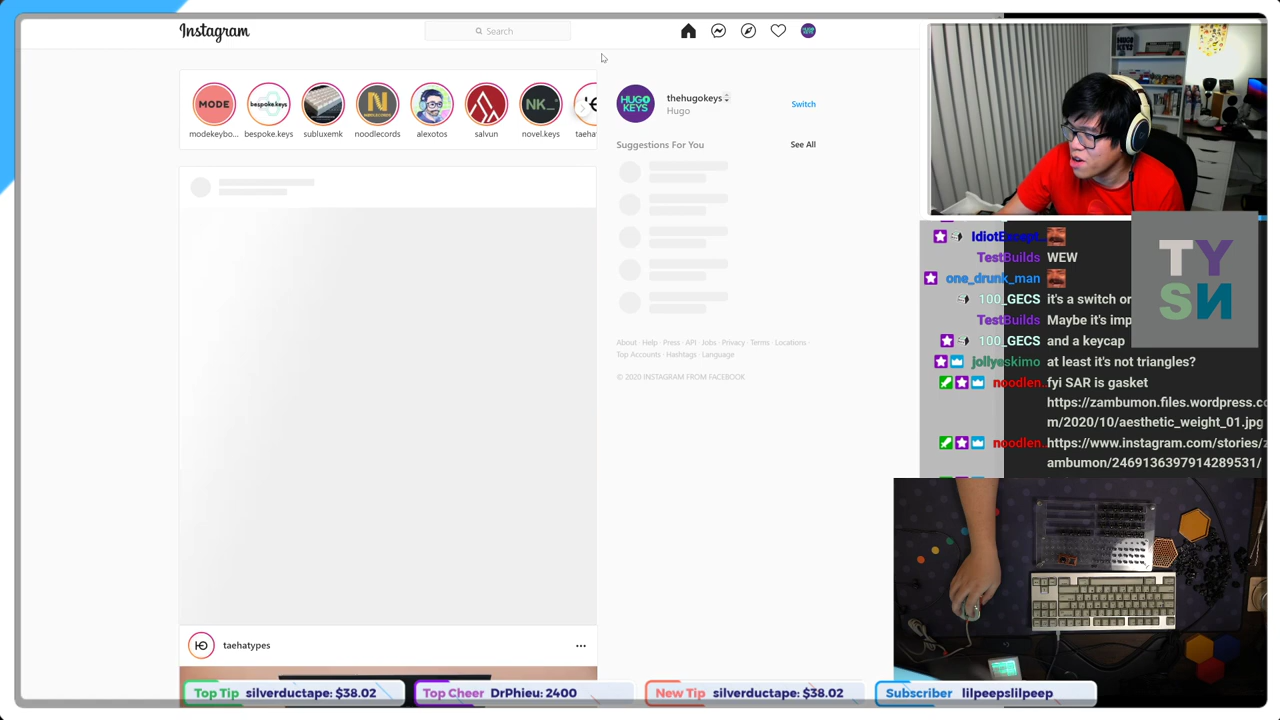 Instagram
Search
MODE
bespoke.keys
N
NK_
modekeybo...
bespoke.keys
subluxemk
noodlecords
alexotos
salvun
novel.keys
taeha
HUGO
KEYS
thehugokeys
Hugo
Switch
Suggestions For You
See All
About · Help · Press · API · Jobs · Privacy · Terms · Locations ·
Top Accounts · Hashtags · Language
© 2020 INSTAGRAM FROM FACEBOOK
taehatypes
TY
SN
TestBuilds WEW
one_drunk_man
100_GECS it's a switch or
TestBuilds Maybe it's imp
100_GECS and a keycap
jollyeskimo at least it's not triangles?
noodlen.. fyi SAR is gasket
https://zambumon.files.wordpress.co
m/2020/10/aesthetic_weight_01.jpg
noodlen.. https://www.instagram.com/stories/z
ambumon/2469136397914289531/
Top Tip silverductape: $38.02
Top Cheer DrPhieu: 2400
New Tip silverductape: $38.02
Subscriber lilpeepslilpeep